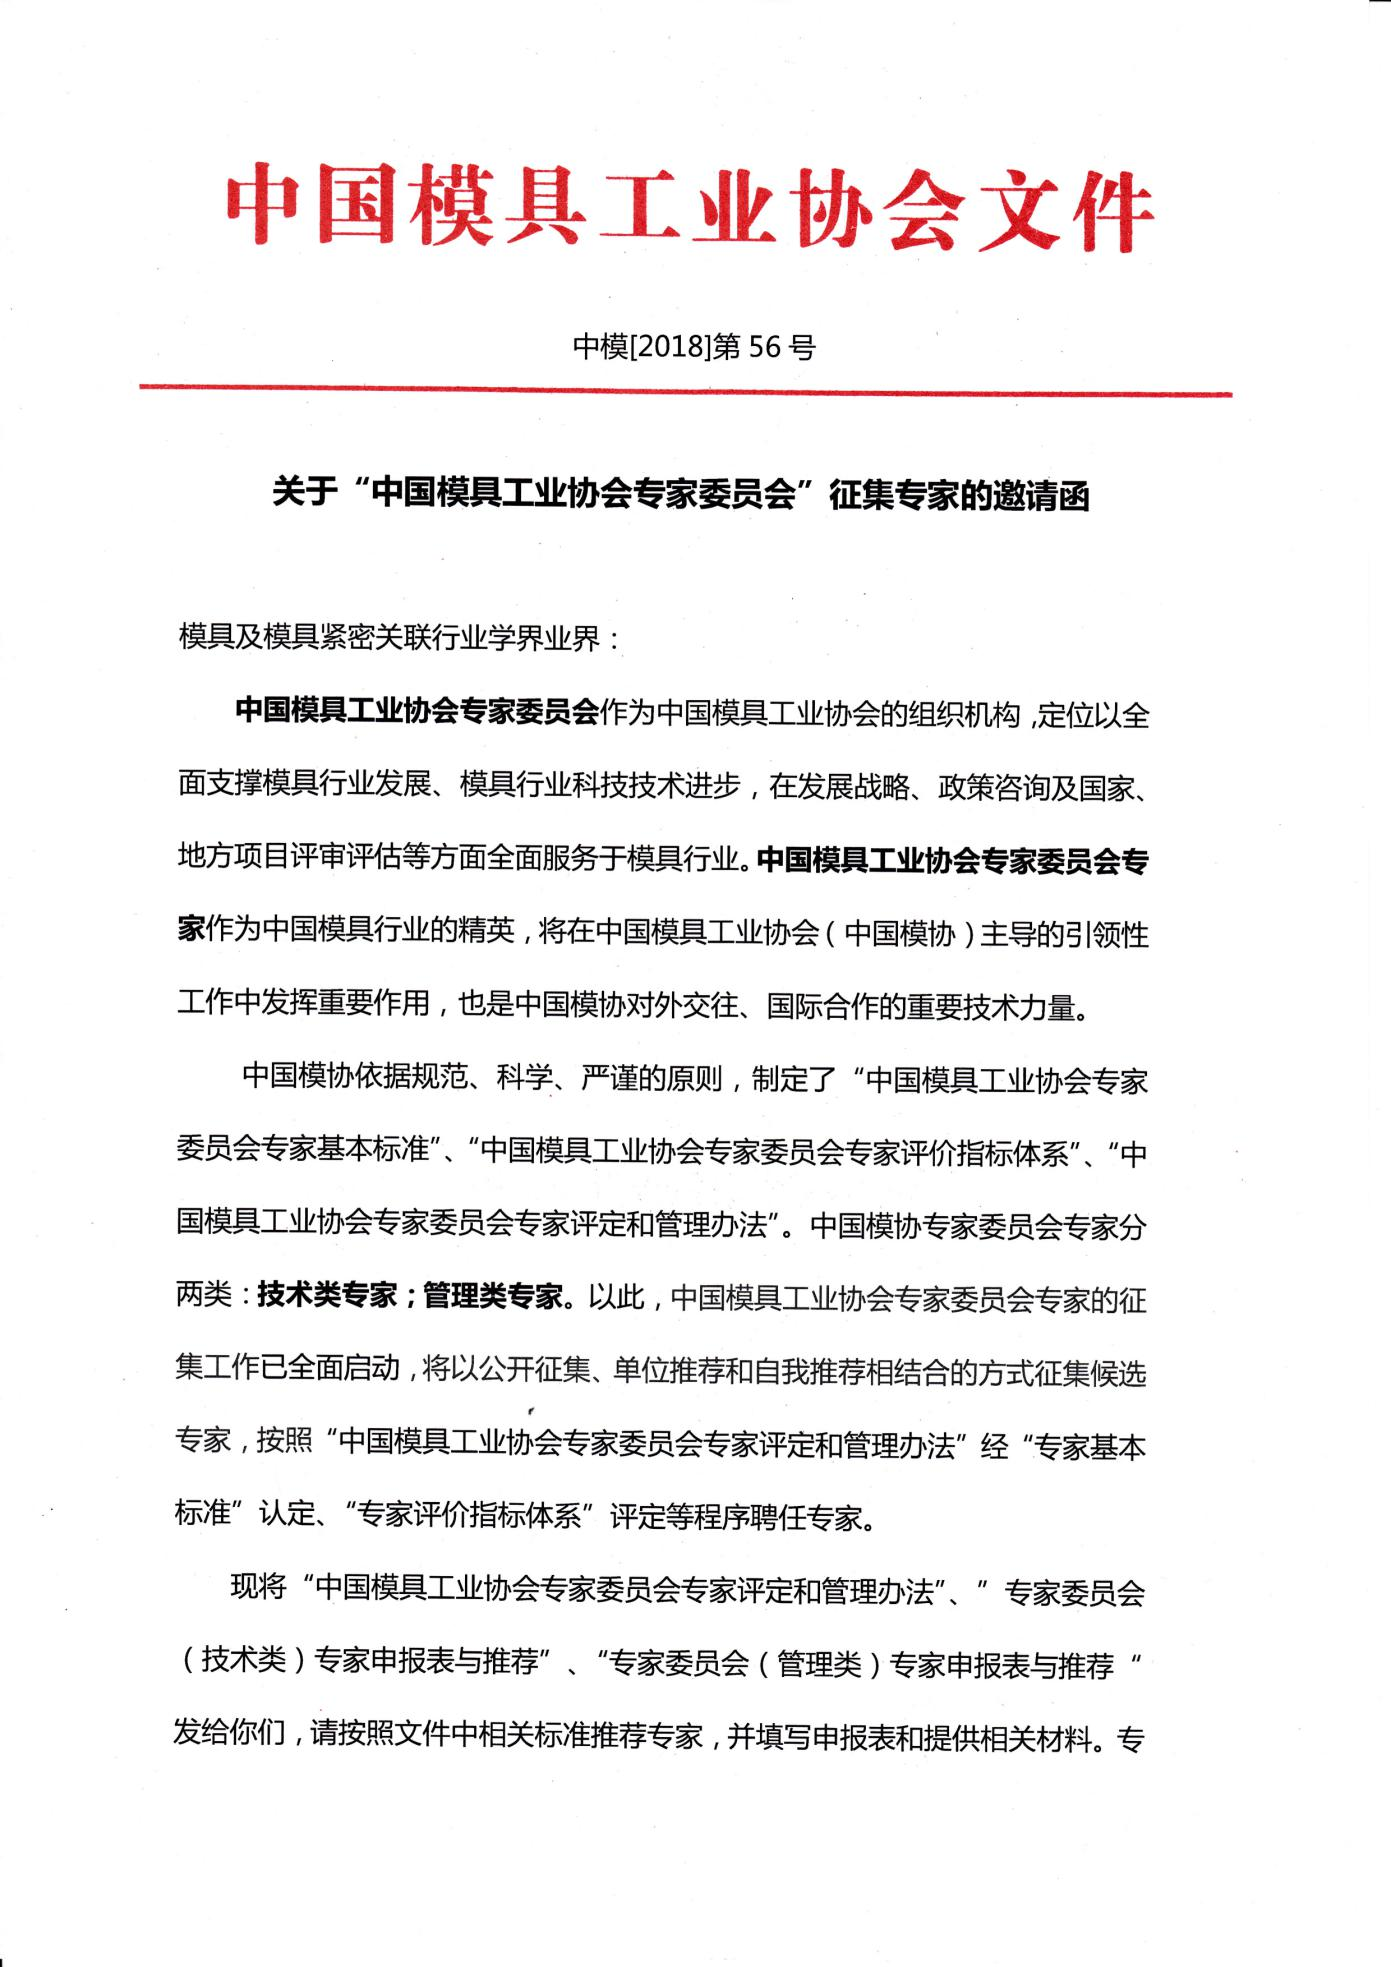 中国模具工业协会文件
中模[2018]第 56 号
关于“中国模具工业协会专家委员会”征集专家的邀请函
模具及模具紧密关联行业学界业界：
中国模具工业协会专家委员会作为中国模具工业协会的组织机构，定位以全
面支撑模具行业发展、模具行业科技技术进步，在发展战略、政策咨询及国家、
地方项目评审评估等方面全面服务于模具行业。中国模具工业协会专家委员会专
家作为中国模具行业的精英，将在中国模具工业协会（中国模协）主导的引领性
工作中发挥重要作用，也是中国模协对外交往、国际合作的重要技术力量。
中国模协依据规范、科学、严谨的原则，制定了“中国模具工业协会专家
委员会专家基本标准”、“中国模具工业协会专家委员会专家评价指标体系”、“中
国模具工业协会专家委员会专家评定和管理办法”。中国模协专家委员会专家分
两类：技术类专家；管理类专家。以此，中国模具工业协会专家委员会专家的征
集工作已全面启动，将以公开征集、单位推荐和自我推荐相结合的方式征集候选
专家，按照“中国模具工业协会专家委员会专家评定和管理办法”经“专家基本
标准”认定、“专家评价指标体系”评定等程序聘任专家。
现将“中国模具工业协会专家委员会专家评定和管理办法”、”专家委员会
（技术类）专家申报表与推荐”、“专家委员会（管理类）专家申报表与推荐“
发给你们，请按照文件中相关标准推荐专家，并填写申报表和提供相关材料。专